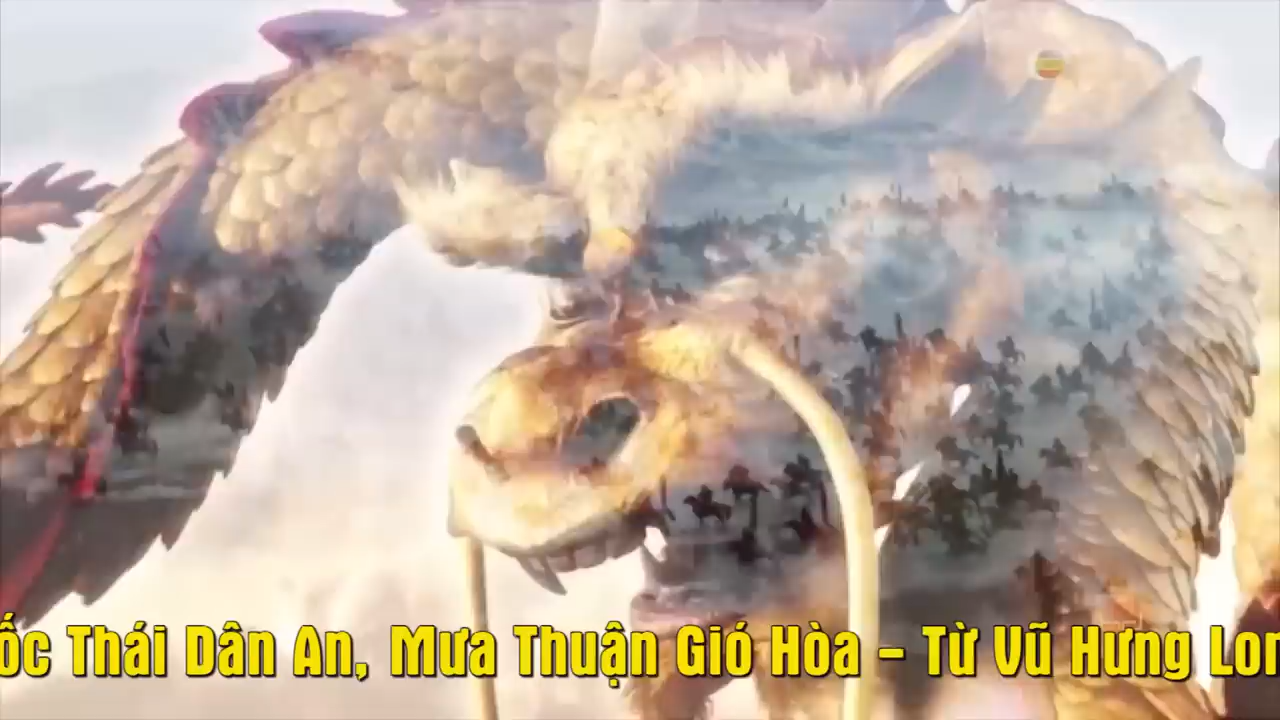 ốc Thái Dân An, Mưa Thuận Gió Hòa – Từ Vũ Hưng Lon